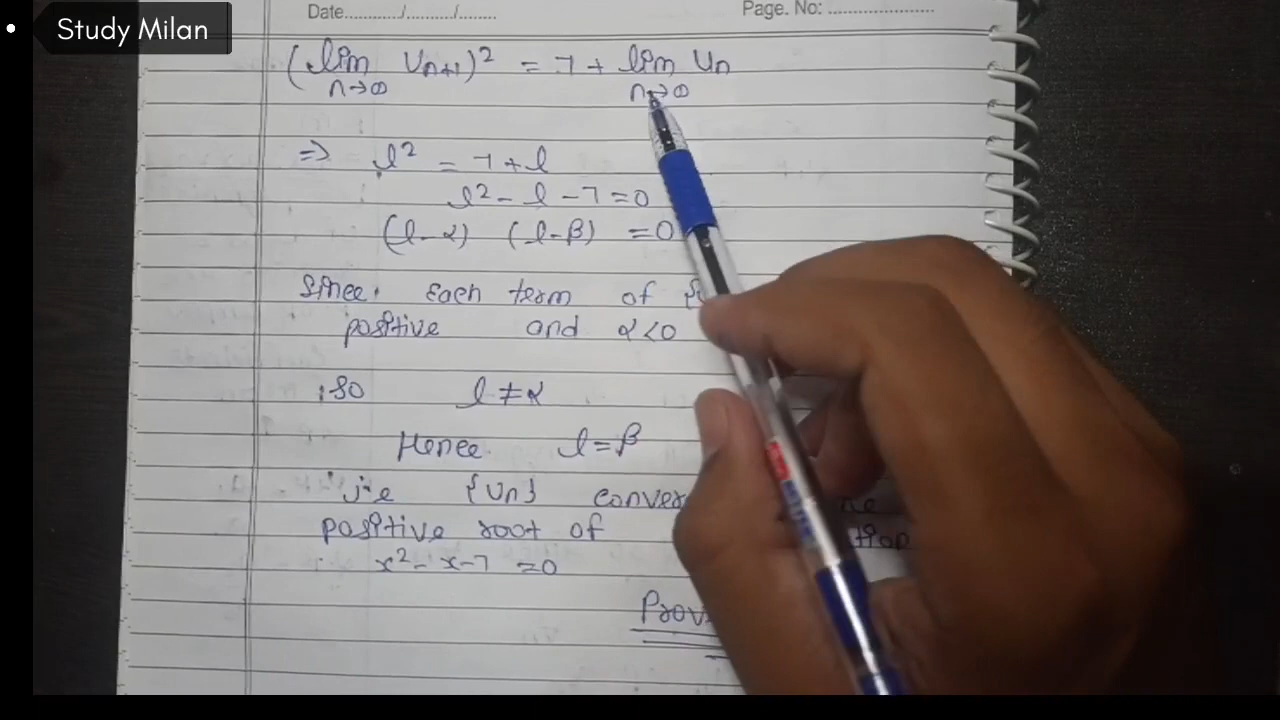 Study Milan
Date............/........../........ Page. No: ......................
(lim Un+1)² = 7 + lim Un
n→∞ n→∞
⇒ l² = 7 + l
l² - l - 7 = 0
(l-α) (l-β) = 0
Since. Each term of {
positive and α<0
So l ≠ α
Hence. l = β
i.e {Un} conver
positive root of
x² - x - 7 = 0
Prov